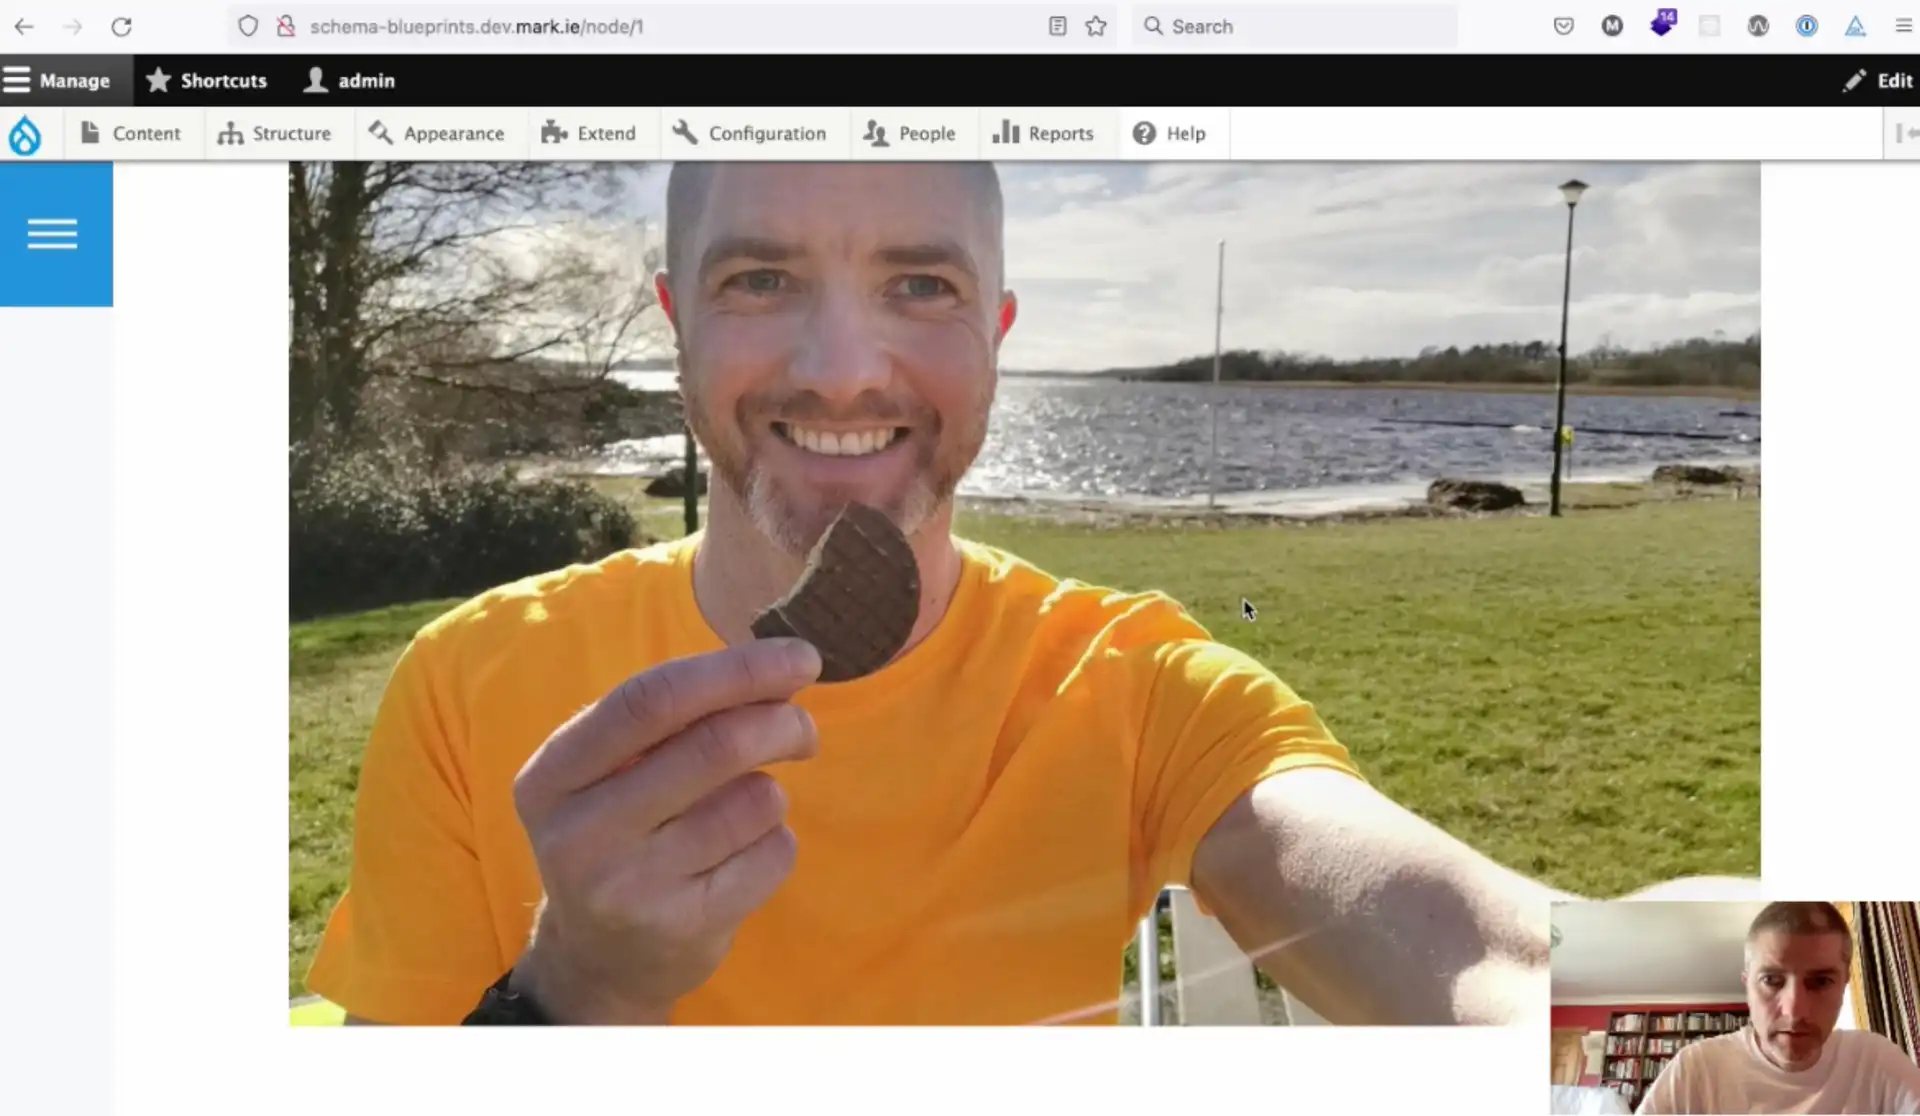 schema-blueprints.dev.mark.ie/node/1
Search
14
Manage
Shortcuts
admin
Edit
Content
Structure
Appearance
Extend
Configuration
People
Reports
Help